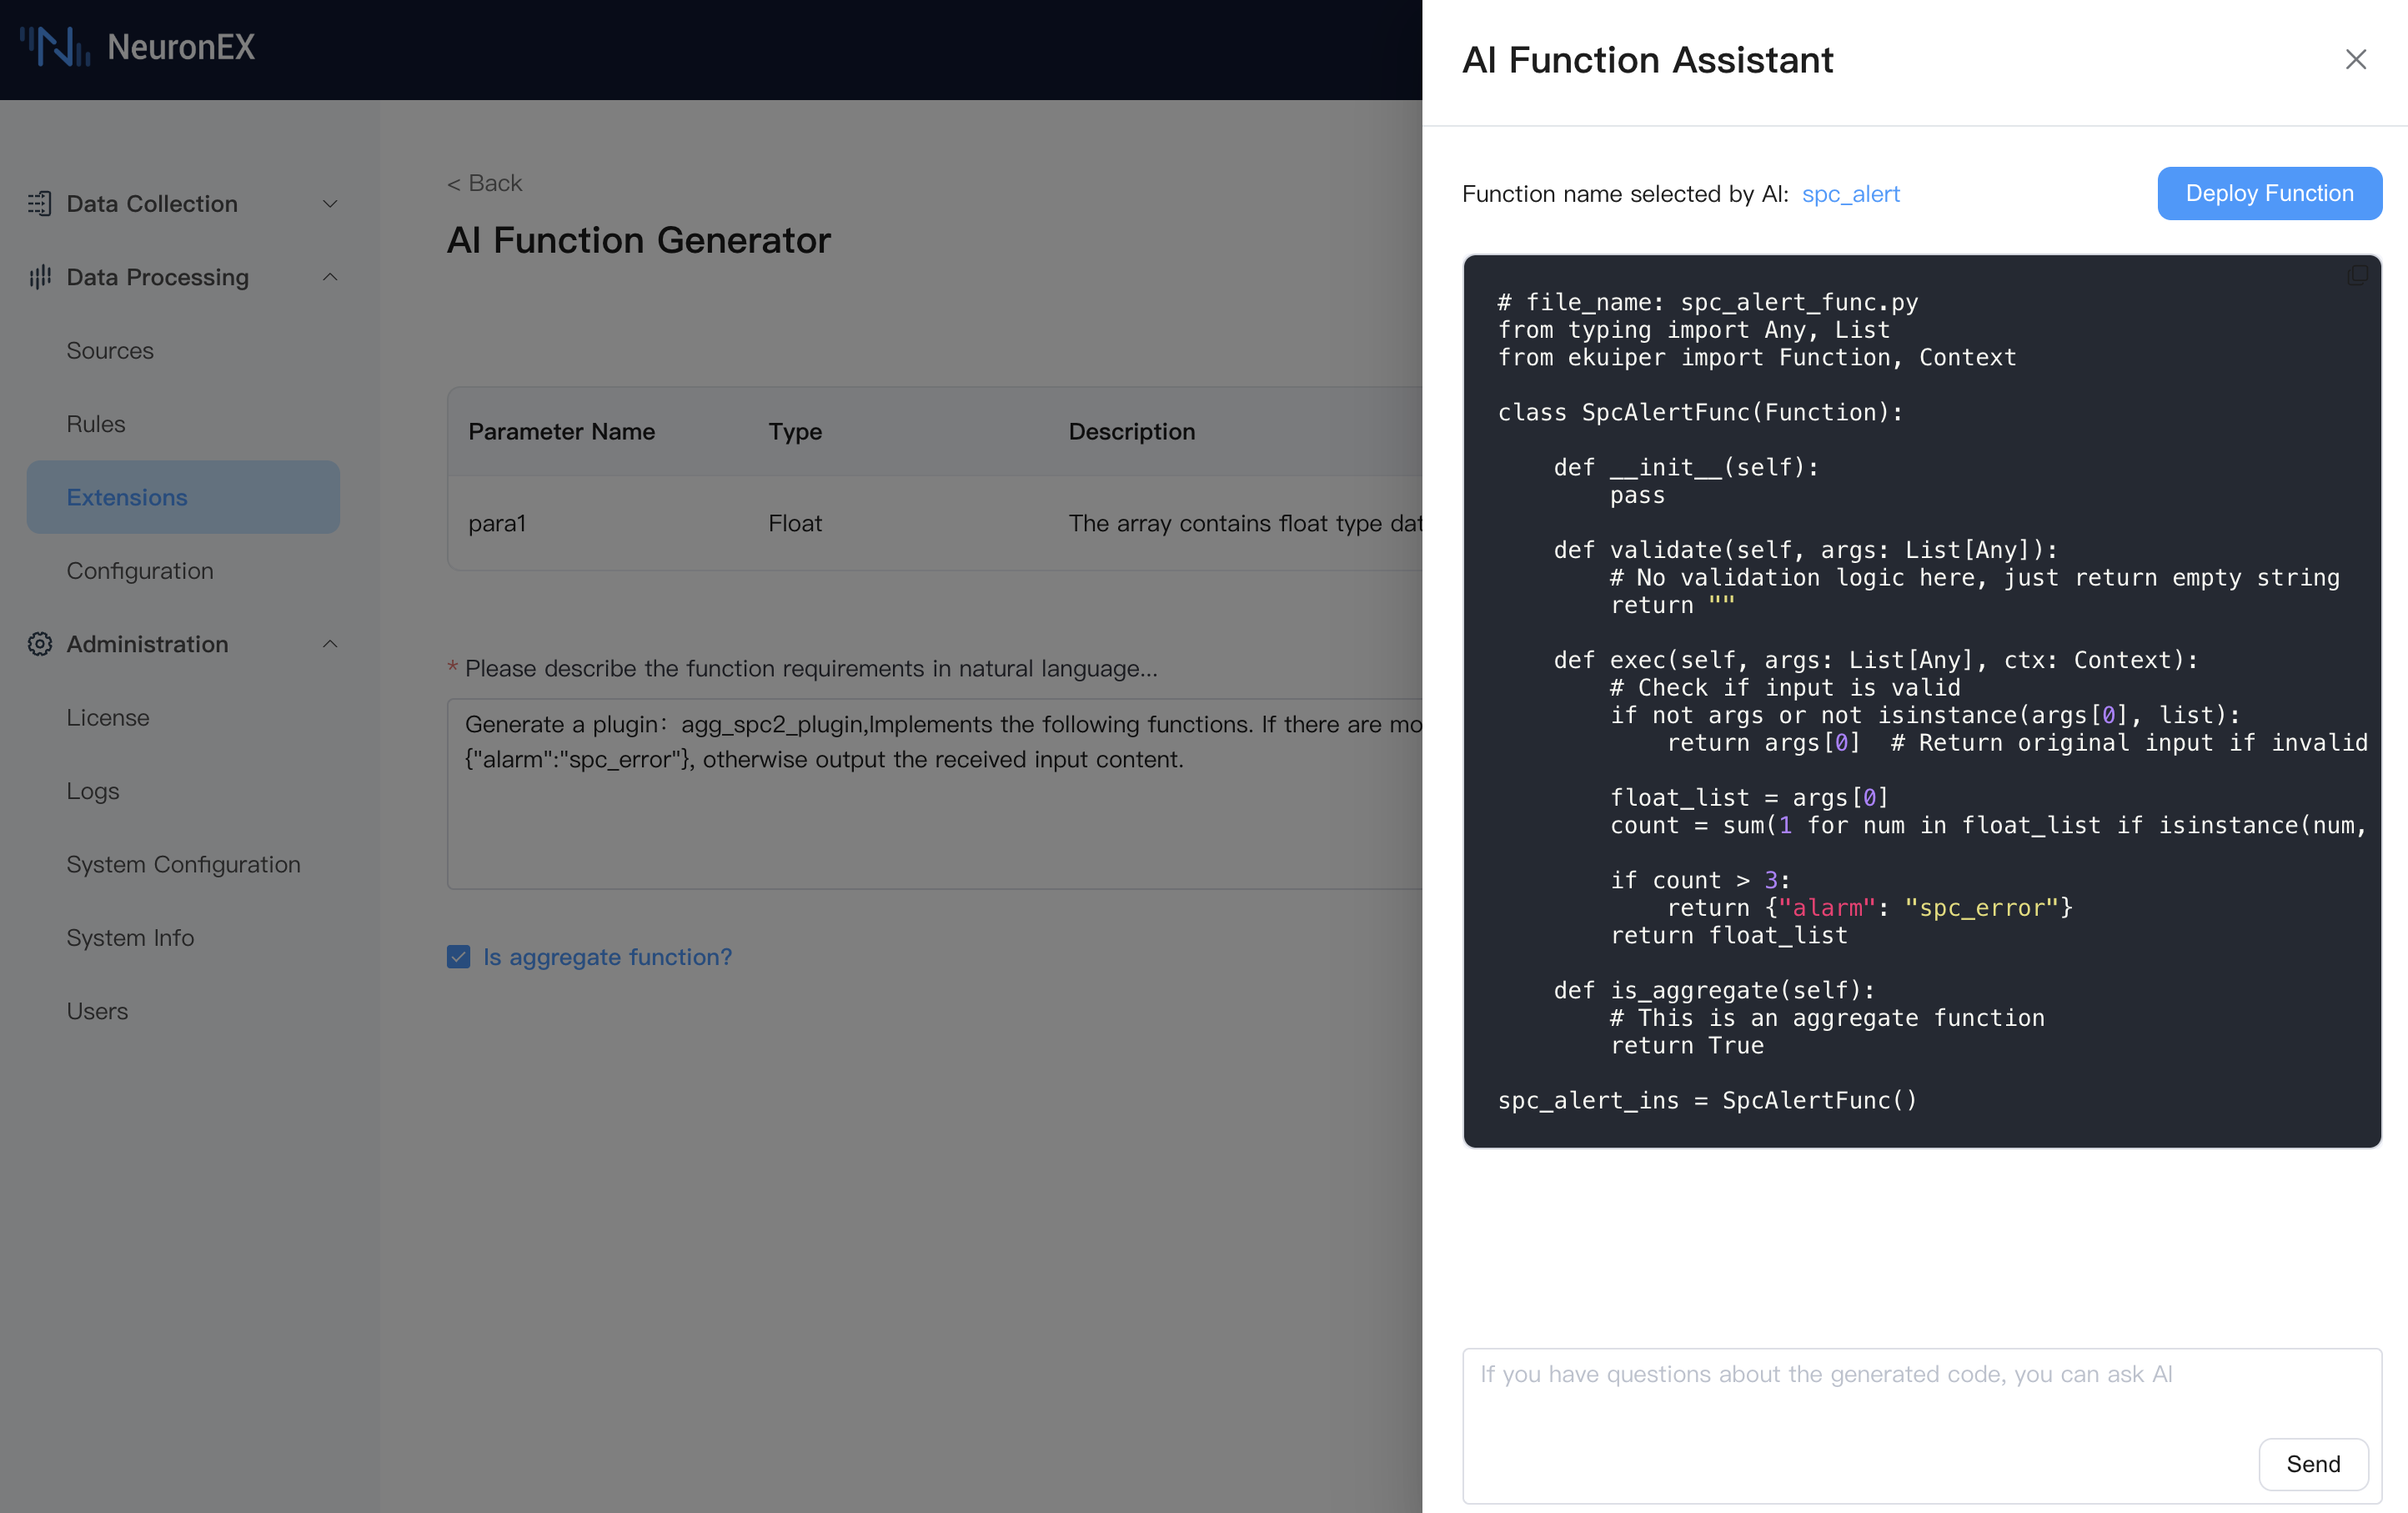 NeuronEX
Data Collection
Data Processing
Sources
Rules
Extensions
Configuration
Administration
License
Logs
System Configuration
System Info
Users
< Back
AI Function Generator
Parameter Name Type Description
para1 Float The array contains float type
* Please describe the function requirements in natural language...
Generate a plugin：agg_spc2_plugin,Implements the following functions. If there are
{"alarm":"spc_error"}, otherwise output the received input content.
Is aggregate function?
AI Function Assistant
Function name selected by AI: spc_alert
Deploy Function
# file_name: spc_alert_func.py
from typing import Any, List
from ekuiper import Function, Context
class SpcAlertFunc(Function):
def __init__(self):
pass
def validate(self, args: List[Any]):
# No validation logic here, just return empty string
return ""
def exec(self, args: List[Any], ctx: Context):
# Check if input is valid
if not args or not isinstance(args[0], list):
return args[0]  # Return original input if invalid
float_list = args[0]
count = sum(1 for num in float_list if isinstance(num,
if count > 3:
return {"alarm": "spc_error"}
return float_list
def is_aggregate(self):
# This is an aggregate function
return True
spc_alert_ins = SpcAlertFunc()
If you have questions about the generated code, you can ask AI
Send